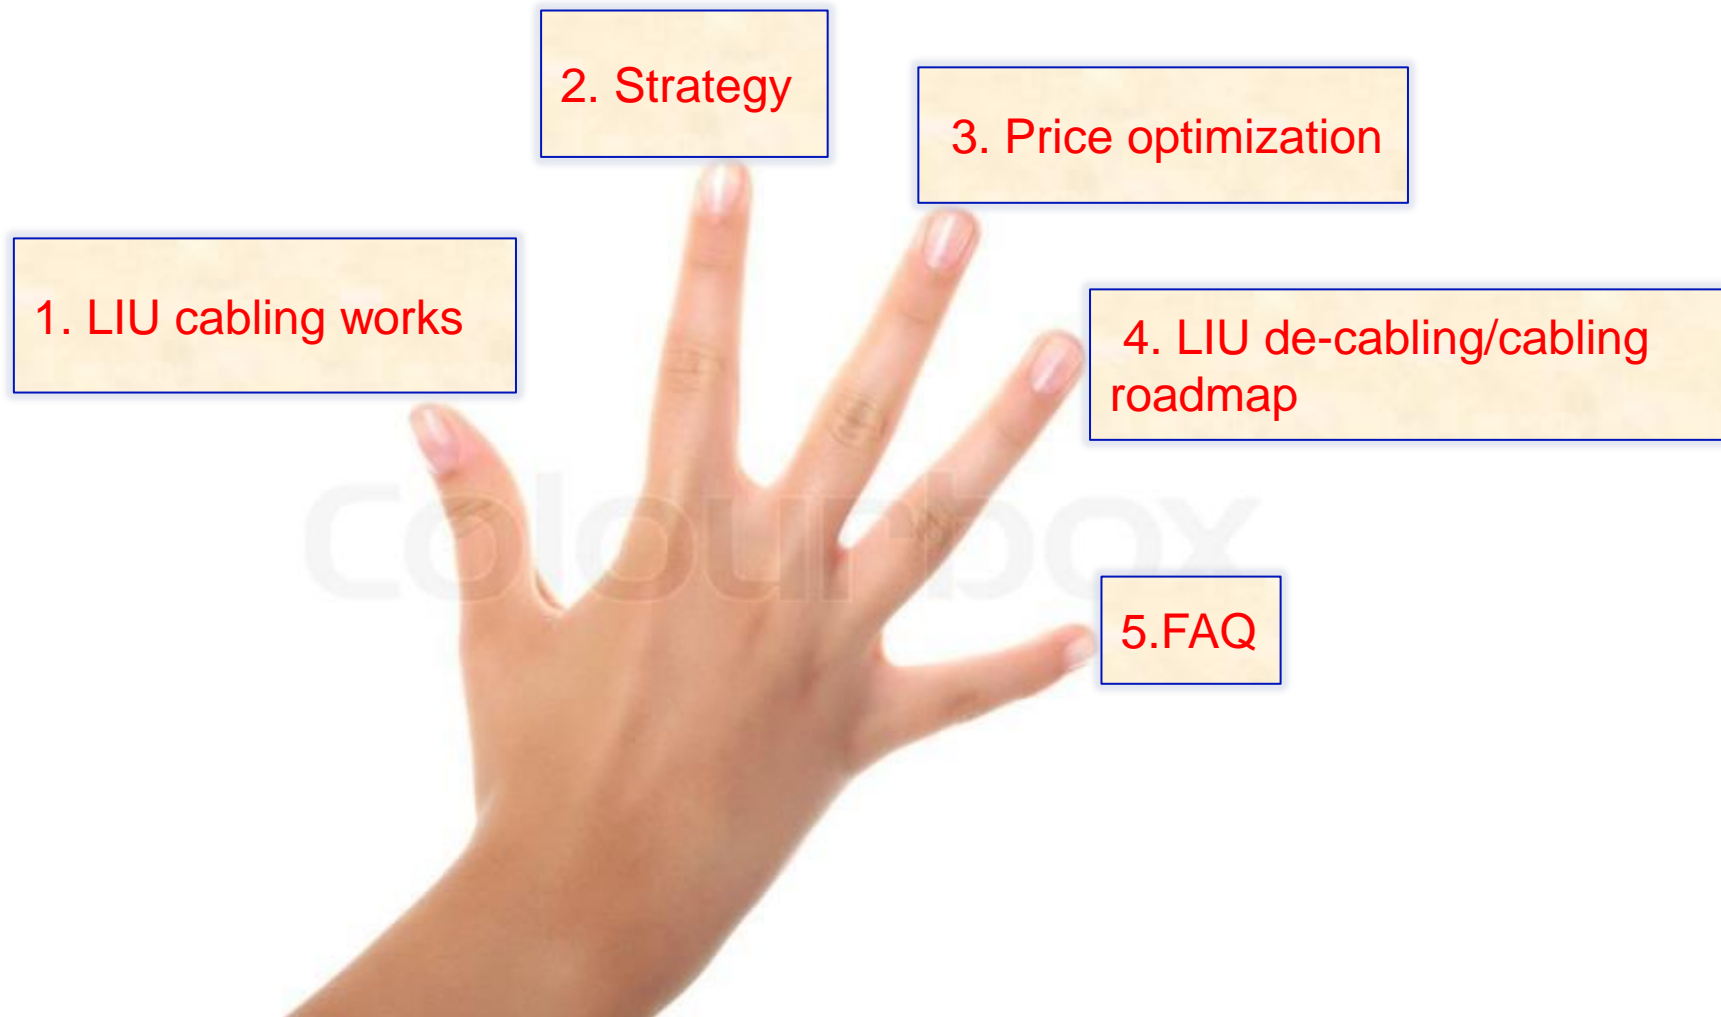 1. LIU cabling works
2. Strategy
3. Price optimization
4. LIU de-cabling/cabling
roadmap
5.FAQ
colourbox